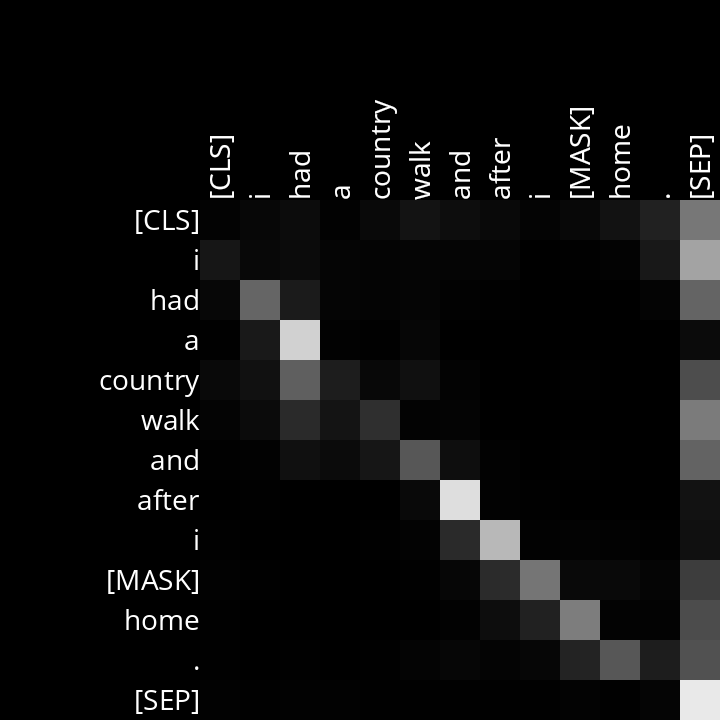 [CLS] i had a country walk and after i [MASK] home . [SEP]
[CLS]
i
had
a
country
walk
and
after
i
[MASK]
home
.
[SEP]